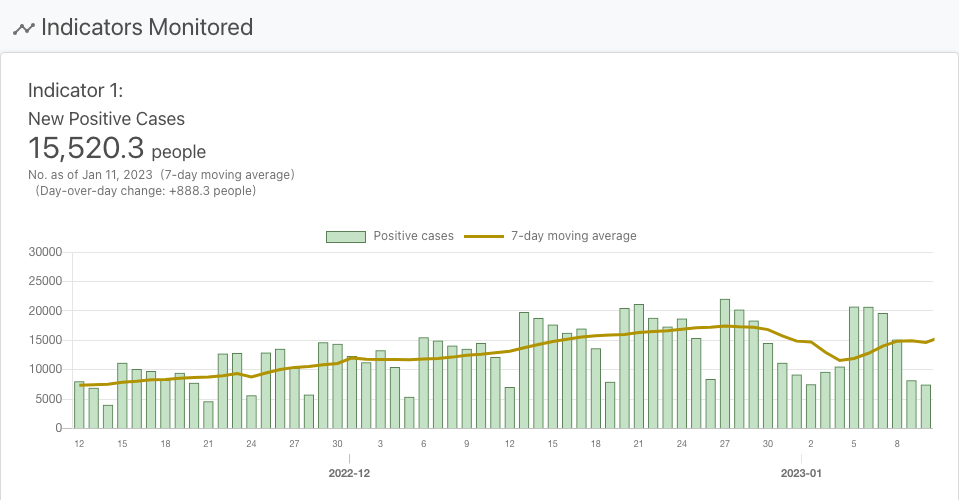 Indicators Monitored
Indicator 1:
New Positive Cases
15,520.3 people
No. as of Jan 11, 2023 (7-day moving average)
(Day-over-day change: +888.3 people)
Positive cases 7-day moving average
30000
25000
20000
15000
10000
5000
0
12 15 18 21 24 27 30 3 6 9 12 15 18 21 24 27 30 2 5 8
2022-12 2023-01